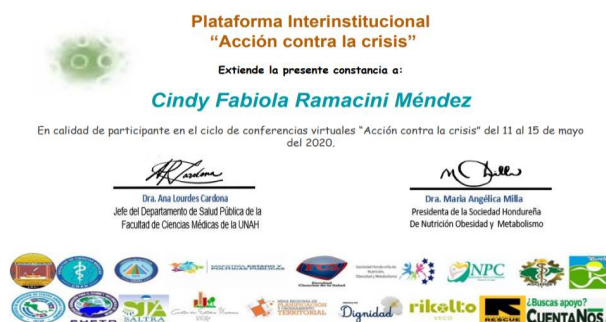 Plataforma Interinstitucional
“Acción contra la crisis”
Extiende la presente constancia a:
Cindy Fabiola Ramacini Méndez
En calidad de participante en el ciclo de conferencias virtuales “Acción contra la crisis” del 11 al 15 de mayo
del 2020.
Dra. Ana Lourdes Cardona
Jefe del Departamento de Salud Pública de la
Facultad de Ciencias Médicas de la UNAH
Dra. Maria Angélica Milla
Presidenta de la Sociedad Hondureña
De Nutrición Obesidad y Metabolismo
NPC
SALTRA
TERRITORIAL
Dignidad
rikolto
RESCUE
¿Buscas apoyo?
CUENTANOS